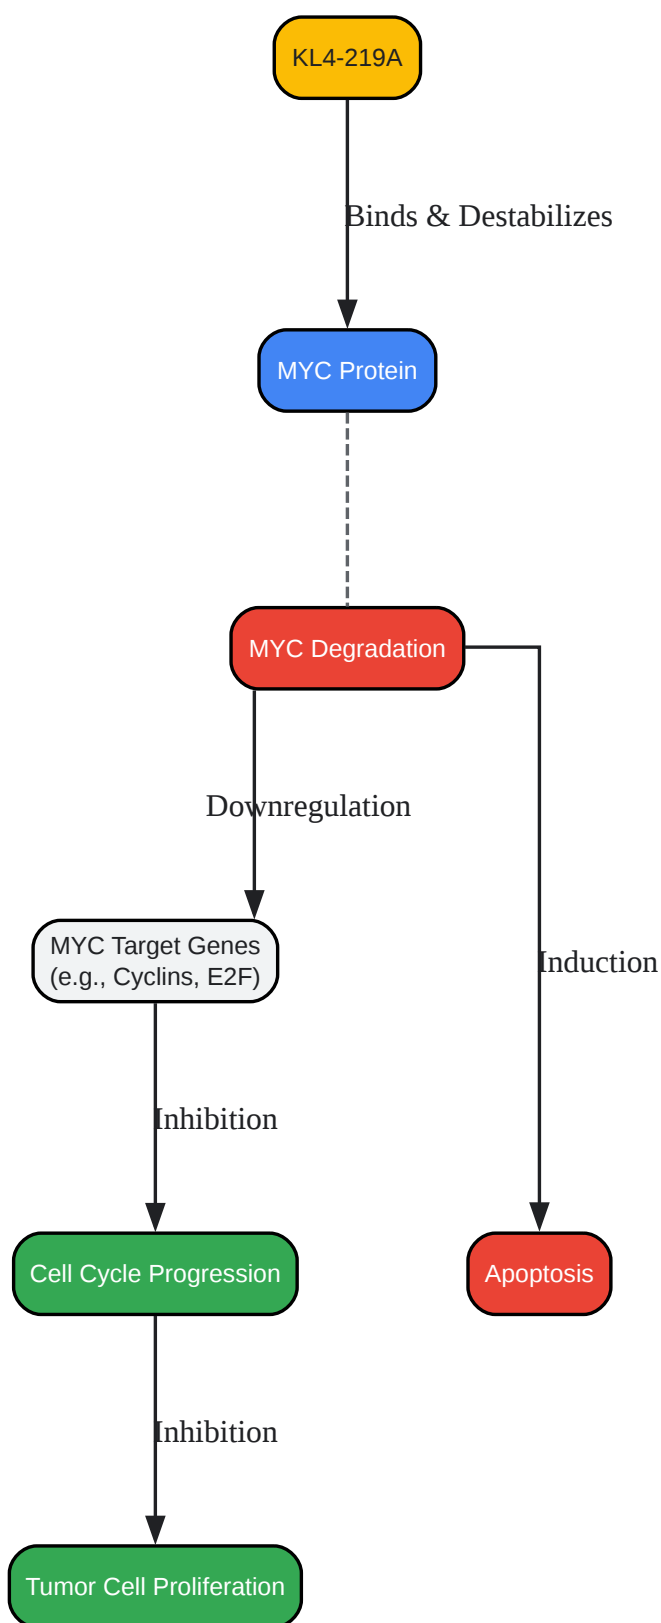 KL4-219A
Binds & Destabilizes
MYC Protein
MYC Degradation
Downregulation
MYC Target Genes
(e.g., Cyclins, E2F)
Induction
Inhibition
Cell Cycle Progression
Apoptosis
Inhibition
Tumor Cell Proliferation